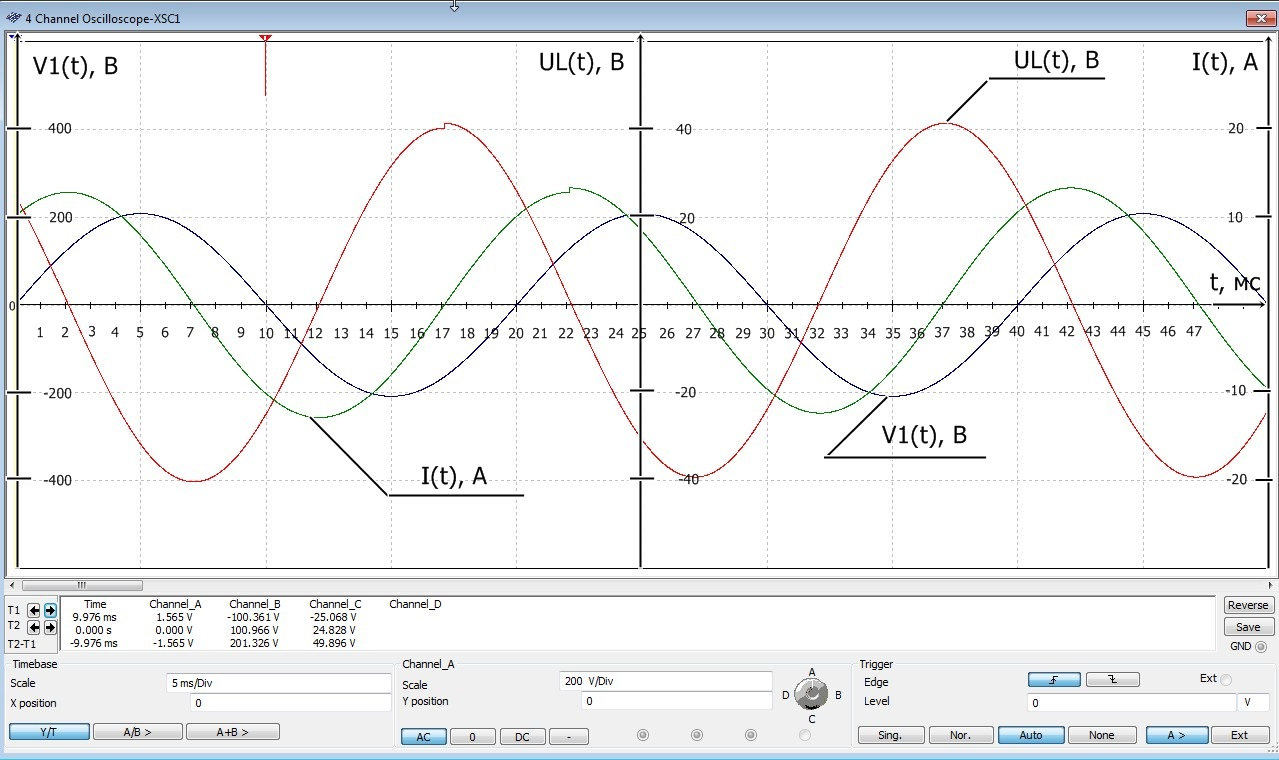 4 Channel Oscilloscope-XSC1
V1(t), В
UL(t), В
UL(t), В
I(t), А
400
40
20
200
20
10
t, мс
0
1 2 3 4 5 6 7 8 9 10 11 12 13 14 15 16 17 18 19 20 21 22 23 24 25 26 27 28 29 30 31 32 33 34 35 36 37 38 39 40 41 42 43 44 45 46 47
-200
-20
-10
V1(t), В
I(t), А
-400
-40
-20
T1
T2
T2-T1
Time Channel_A Channel_B Channel_C Channel_D
9.976 ms 1.565 V -100.361 V -25.068 V
0.000 s 0.000 V 100.966 V 24.828 V
-9.976 ms -1.565 V 201.326 V 49.896 V
Reverse
Save
GND
Timebase
Scale 5 ms/Div
X position 0
Y/T A/B > A+B >
Channel_A
Scale 200 V/Div
Y position 0
AC 0 DC -
A
D B
C
Trigger
Edge Ext
Level 0 V
Sing. Nor. Auto None A > Ext